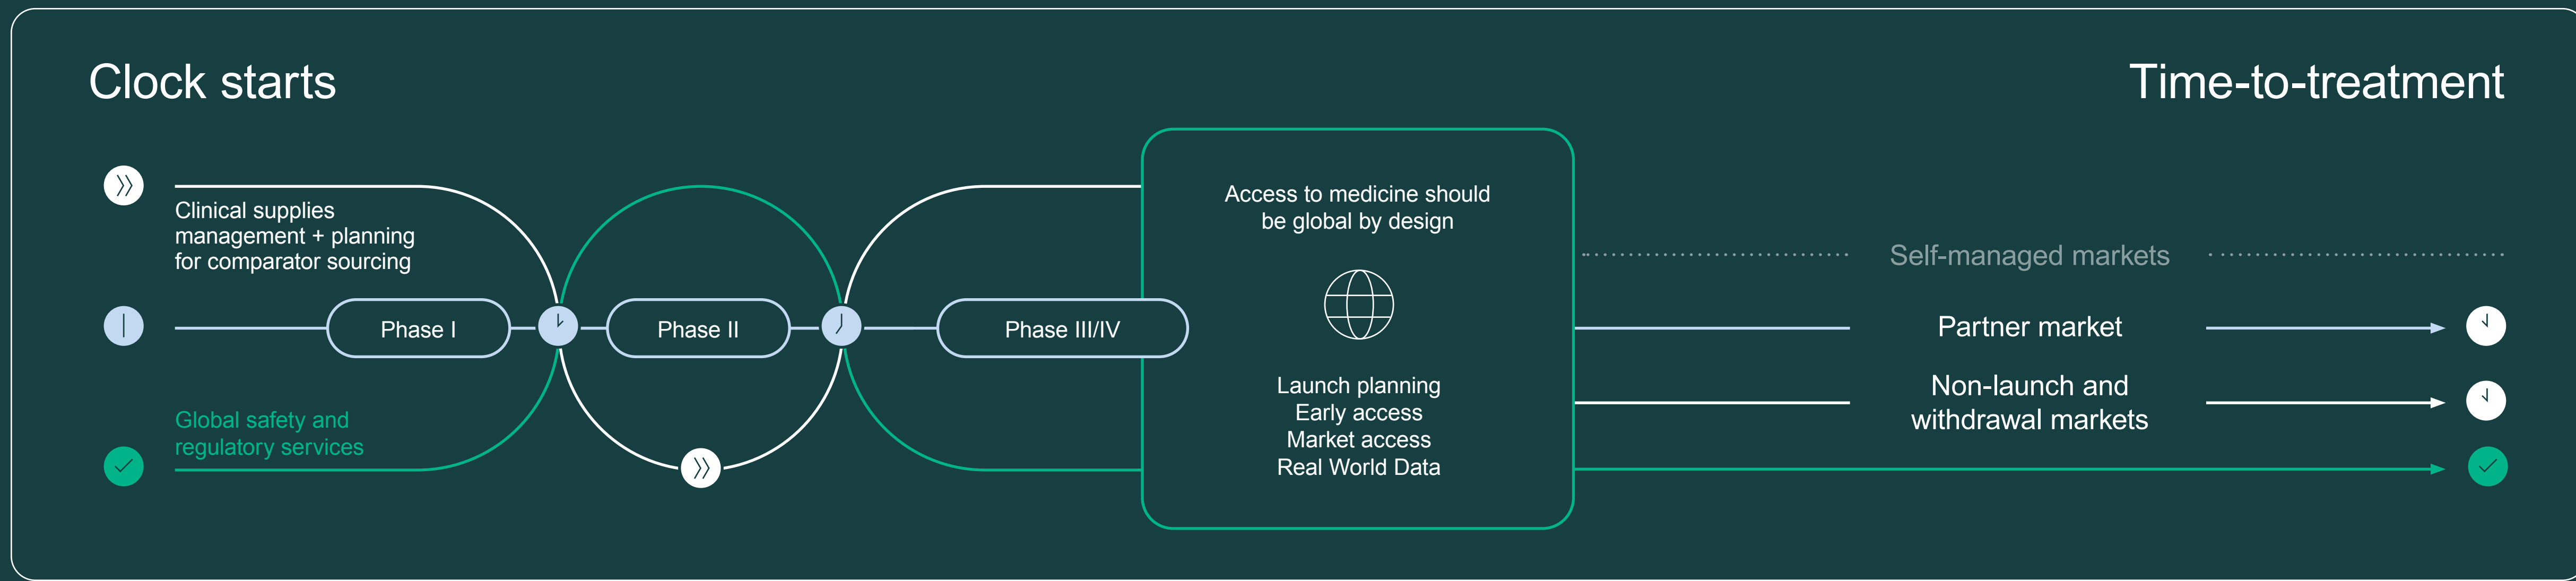 Clock starts
Time-to-treatment
Clinical supplies
management + planning
for comparator sourcing
Phase I
Phase II
Phase III/IV
Global safety and
regulatory services
Access to medicine should
be global by design
Launch planning
Early access
Market access
Real World Data
Self-managed markets
Partner market
Non-launch and
withdrawal markets